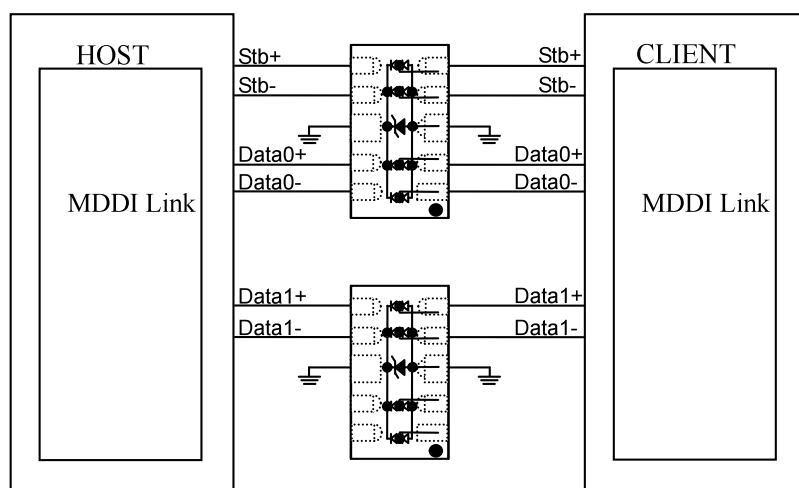 HOST
CLIENT
Stb+
Stb+
Stb-
Stb-
Data0+
Data0+
Data0-
Data0-
MDDI Link
MDDI Link
Data1+
Data1+
Data1-
Data1-